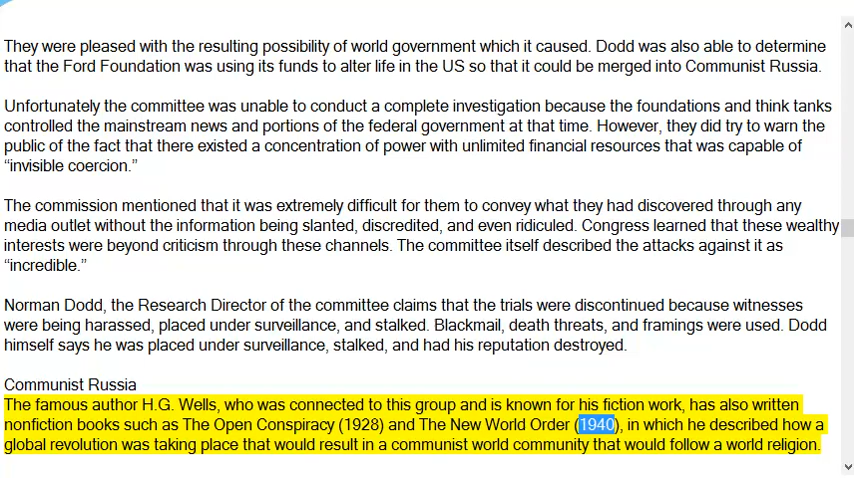 They were pleased with the resulting possibility of world government which it caused. Dodd was also able to determine
that the Ford Foundation was using its funds to alter life in the US so that it could be merged into Communist Russia.
Unfortunately the committee was unable to conduct a complete investigation because the foundations and think tanks
controlled the mainstream news and portions of the federal government at that time. However, they did try to warn the
public of the fact that there existed a concentration of power with unlimited financial resources that was capable of
“invisible coercion.”
The commission mentioned that it was extremely difficult for them to convey what they had discovered through any
media outlet without the information being slanted, discredited, and even ridiculed. Congress learned that these wealthy
interests were beyond criticism through these channels. The committee itself described the attacks against it as
“incredible.”
Norman Dodd, the Research Director of the committee claims that the trials were discontinued because witnesses
were being harassed, placed under surveillance, and stalked. Blackmail, death threats, and framings were used. Dodd
himself says he was placed under surveillance, stalked, and had his reputation destroyed.
Communist Russia
The famous author H.G. Wells, who was connected to this group and is known for his fiction work, has also written
nonfiction books such as The Open Conspiracy (1928) and The New World Order (1940), in which he described how a
global revolution was taking place that would result in a communist world community that would follow a world religion.